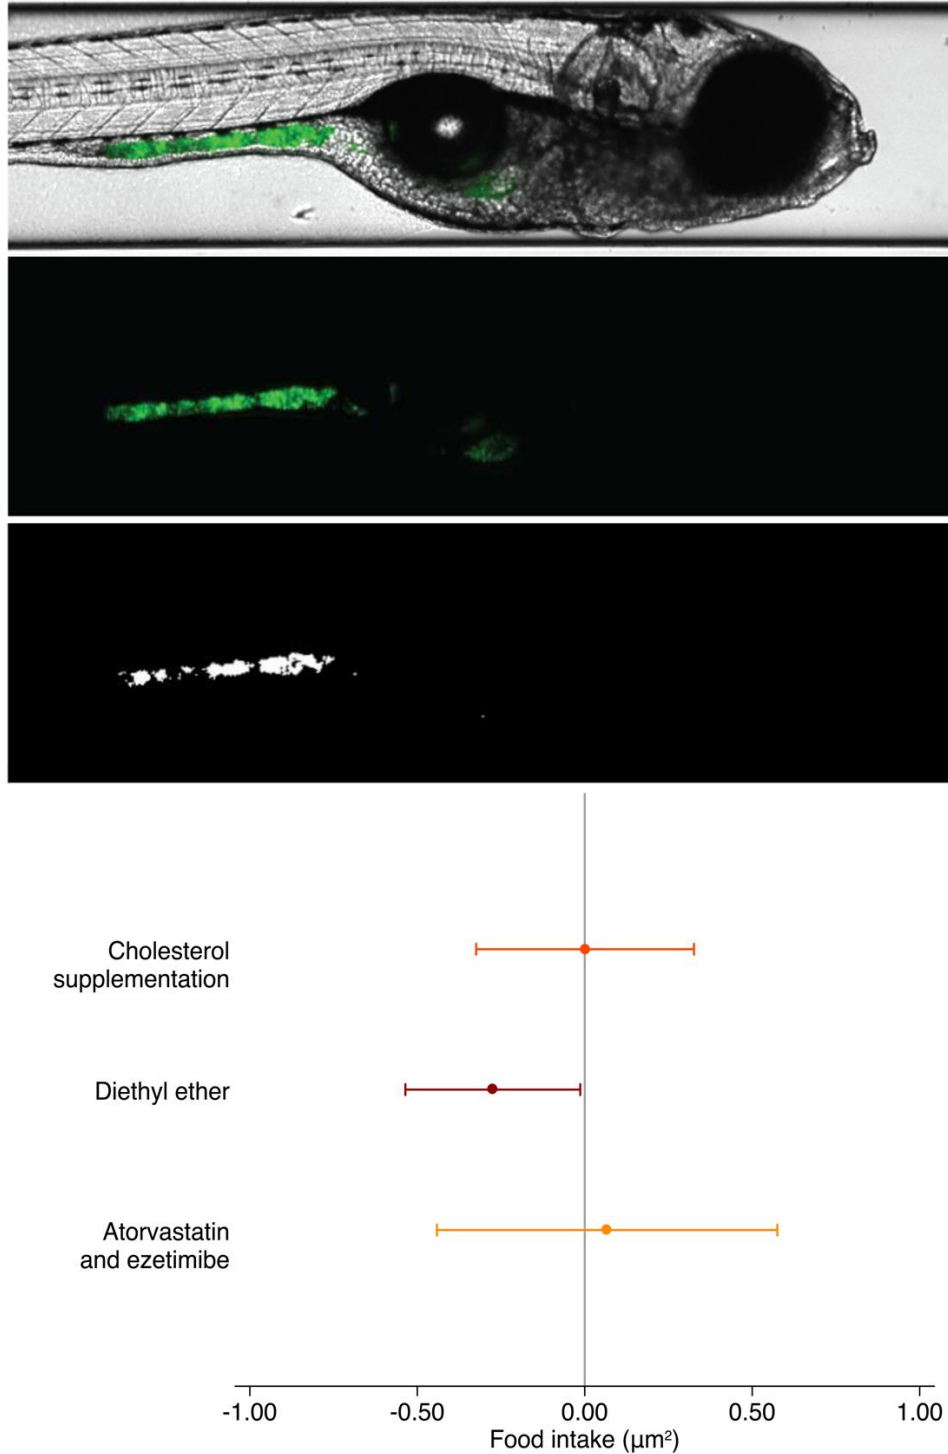 Cholesterol
supplementation
Diethyl ether
Atorvastatin
and ezetimibe
-1.00 -0.50 0.00 0.50 1.00
Food intake (µm²)